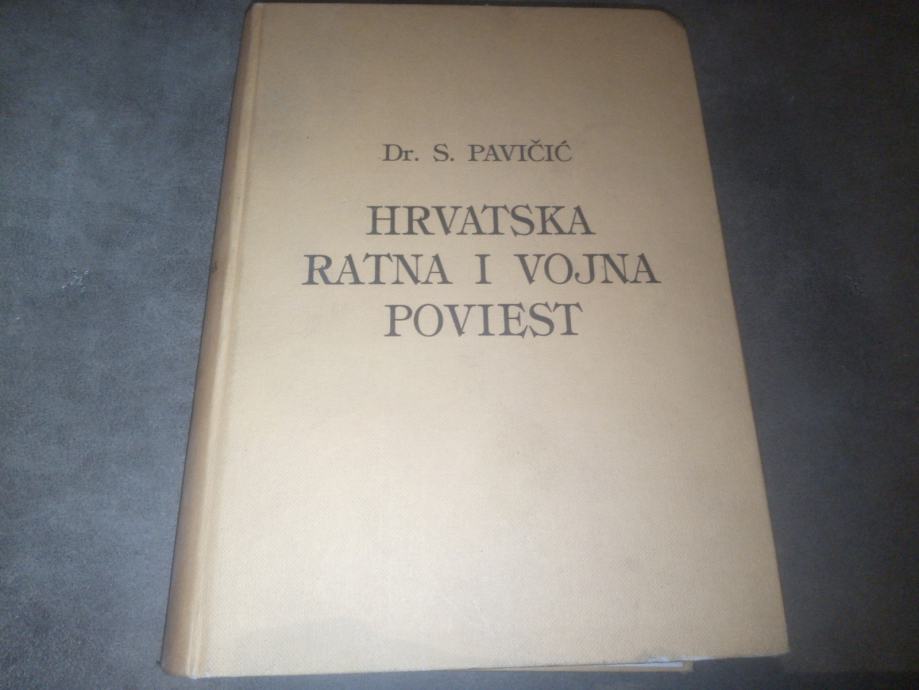 Dr. S. PAVIČIĆ
HRVATSKA
RATNA I VOJNA
POVIEST